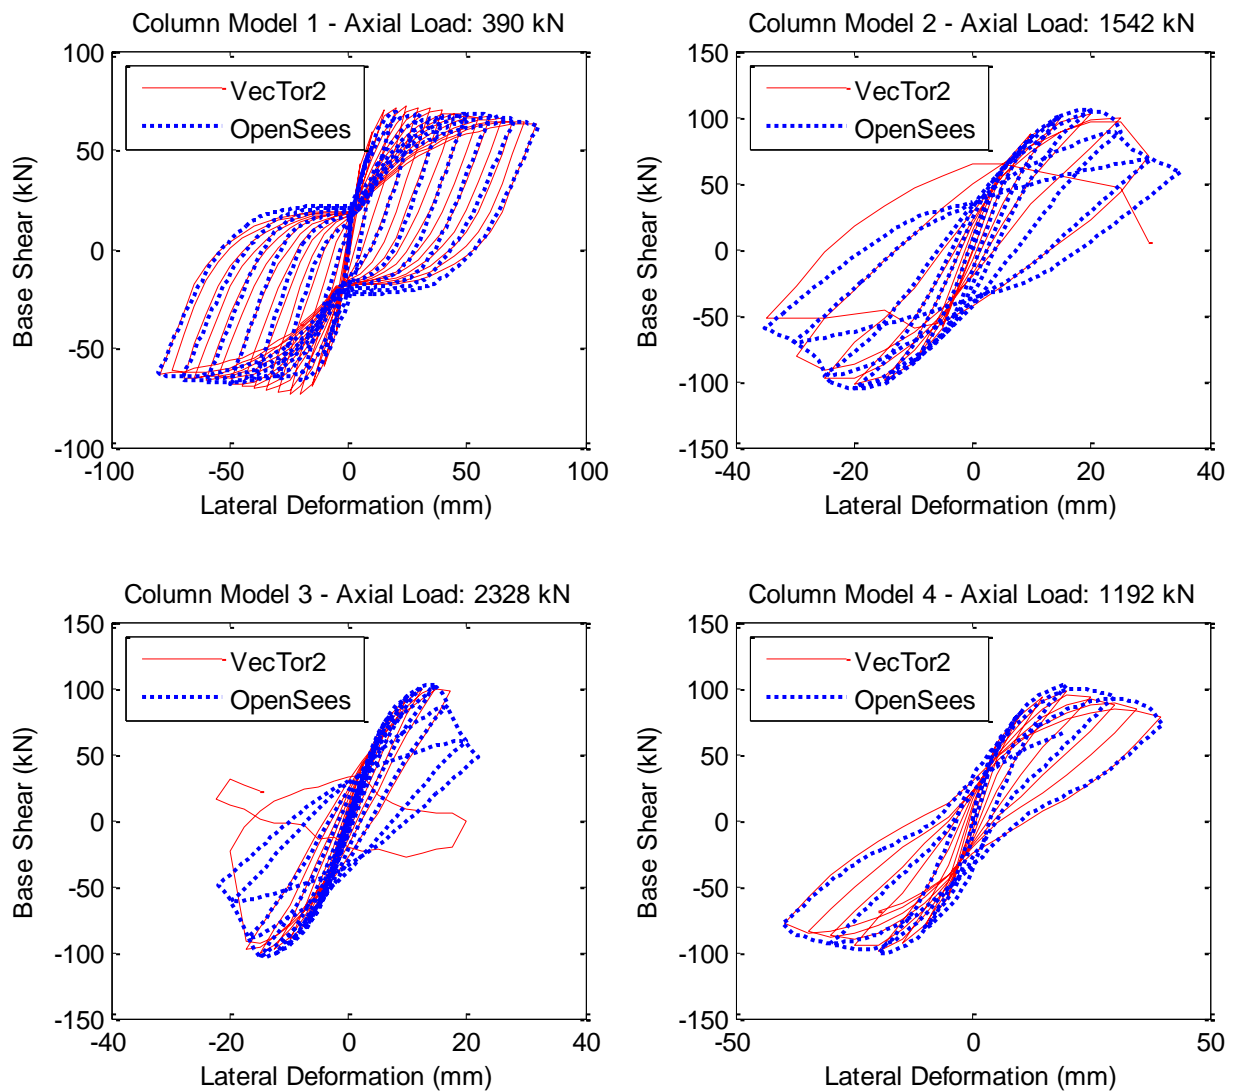 Column Model 1 - Axial Load: 390 kN
100
50
0
-50
-100
Base Shear (kN)
VecTor2
OpenSees
-100
-50
0
50
100
Lateral Deformation (mm)
Column Model 2 - Axial Load: 1542 kN
150
100
50
0
-50
-100
-150
Base Shear (kN)
VecTor2
OpenSees
-40
-20
0
20
40
Lateral Deformation (mm)
Column Model 3 - Axial Load: 2328 kN
150
100
50
0
-50
-100
-150
Base Shear (kN)
VecTor2
OpenSees
-40
-20
0
20
40
Lateral Deformation (mm)
Column Model 4 - Axial Load: 1192 kN
150
100
50
0
-50
-100
-150
Base Shear (kN)
VecTor2
OpenSees
-50
0
50
Lateral Deformation (mm)